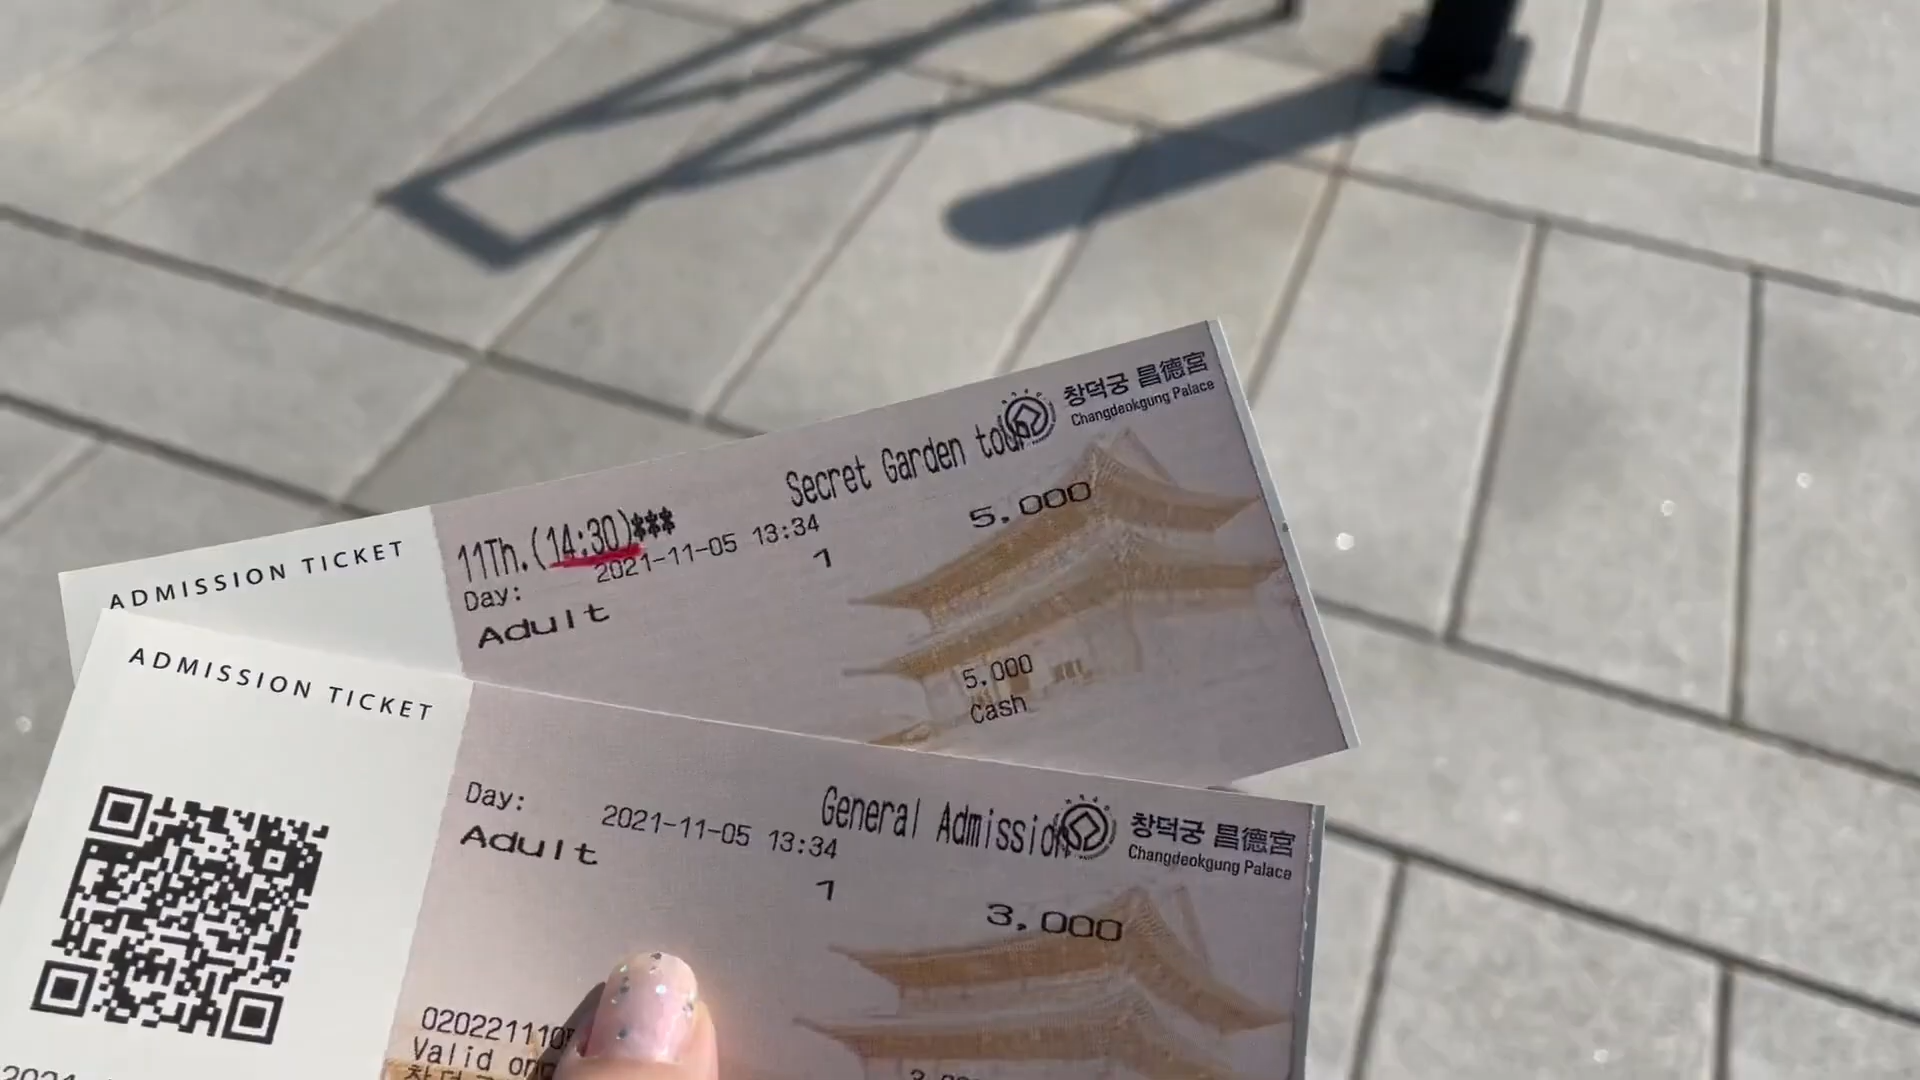 ADMISSION TICKET
11Th.(14:30)***
Secret Garden tour
창덕궁 昌德宮
Changdeokgung Palace
Day:
2021-11-05 13:34
5.000
Adult
1
5.000
Cash
ADMISSION TICKET
General Admission
창덕궁 昌德宮
Changdeokgung Palace
Day:
2021-11-05 13:34
Adult
1
3.000
Valid